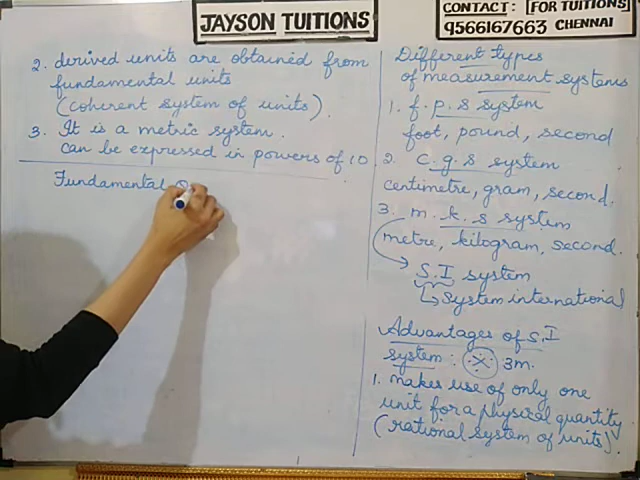 JAYSON TUITIONS
CONTACT: [FOR TUITIONS]
9566167663 CHENNAI
2. derived units are obtained from
fundamental units
(coherent system of units).
3. It is a metric system.
can be expressed in powers of 10.
Fundamental
Different types
of measurement systems
1. f.p.s system
foot, pound, second
2. c.g.s system
centimetre, gram, second.
3. m.k.s system
metre, kilogram, second.
S.I system
System international
Advantages of S.I
system: 3m.
1. makes use of only one
unit for a physical quantity
(rational system of units).